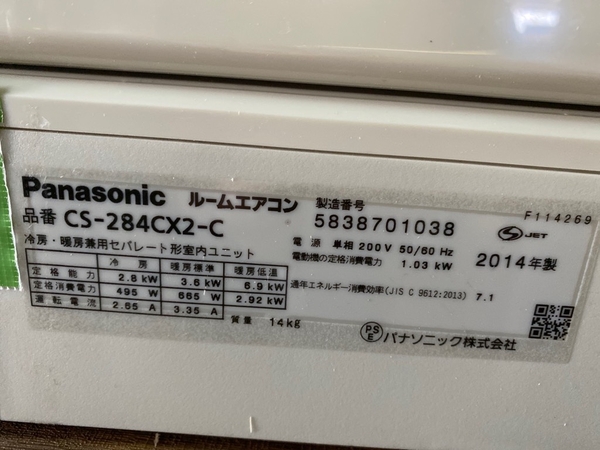 Panasonic ルームエアコン
品番 CS-284CX2-C
冷房・暖房兼用セパレート形室内ユニット
冷房 暖房標準 暖房低温
定格能力 2.8 kW 3.6 kW 6.9 kW
定格消費電力 495 W 665 W 2.92 kW
運転電流 2.65 A 3.35 A
質量 14kg
製造番号
5838701038
F114269
電源 単相 200V 50/60 Hz
電動機の定格消費電力 1.03 kW
S JET
2014年製
通年エネルギー消費効率(JIS C 9612:2013) 7.1
PSE パナソニック株式会社